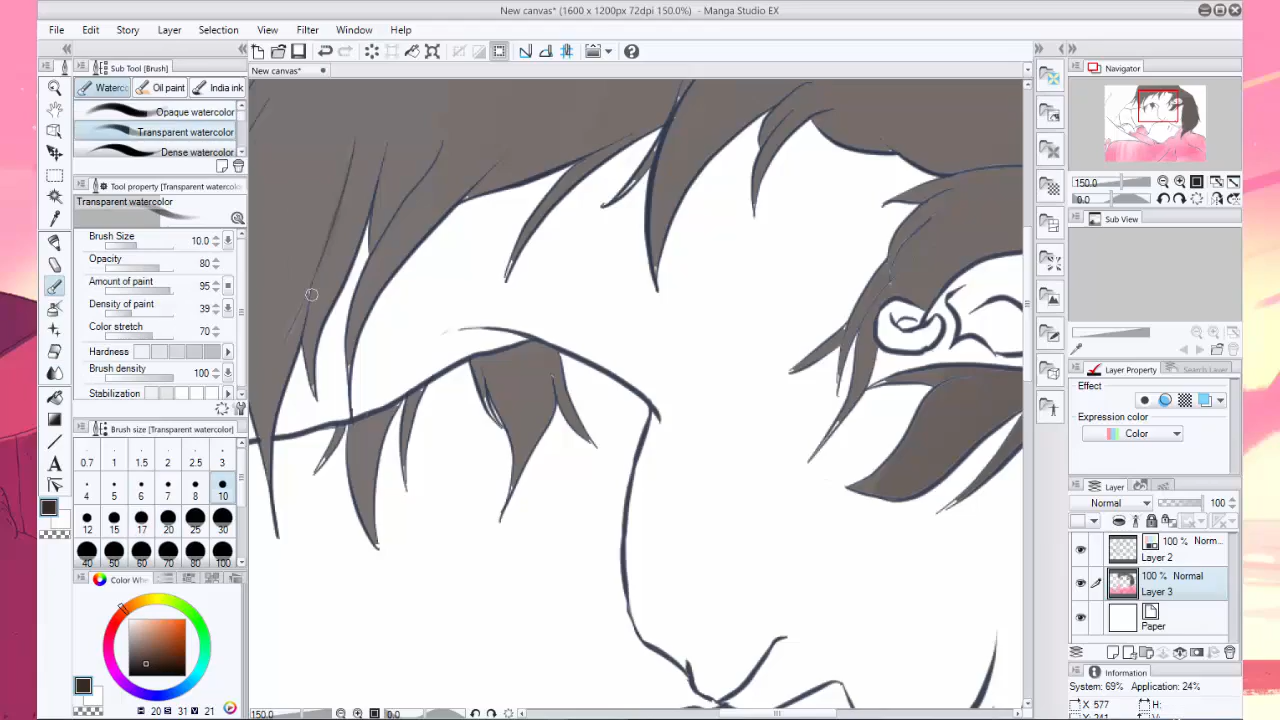 New canvas* (1600 x 1200px 72dpi 150.0%) - Manga Studio EX
File Edit Story Layer Selection View Filter Window Help
Sub Tool [Brush]
New canvas*
Waterc Oil paint India ink
Opaque watercolor
Transparent watercolor
Dense watercolor
Tool property [Transparent watercolo
Transparent watercolor
Brush Size 10.0
Opacity 80
Amount of paint 95
Density of paint 39
Color stretch 70
Hardness
Brush density 100
Stabilization
Brush size [Transparent watercolor]
0.7 1 1.5 2 2.5 3
4 5 6 7 8 10
12 15 17 20 25 30
40 50 60 70 80 100
Color Whe
20 31 21
150.0 0.0
Navigator
150.0
0.0
Sub View
Layer Property Search Layer
Effect
Expression color
Color
Layer
Normal 100
100 % Norm...
Layer 2
100 % Normal
Layer 3
Paper
Information
System: 69% Application: 24%
X 577
Y 241